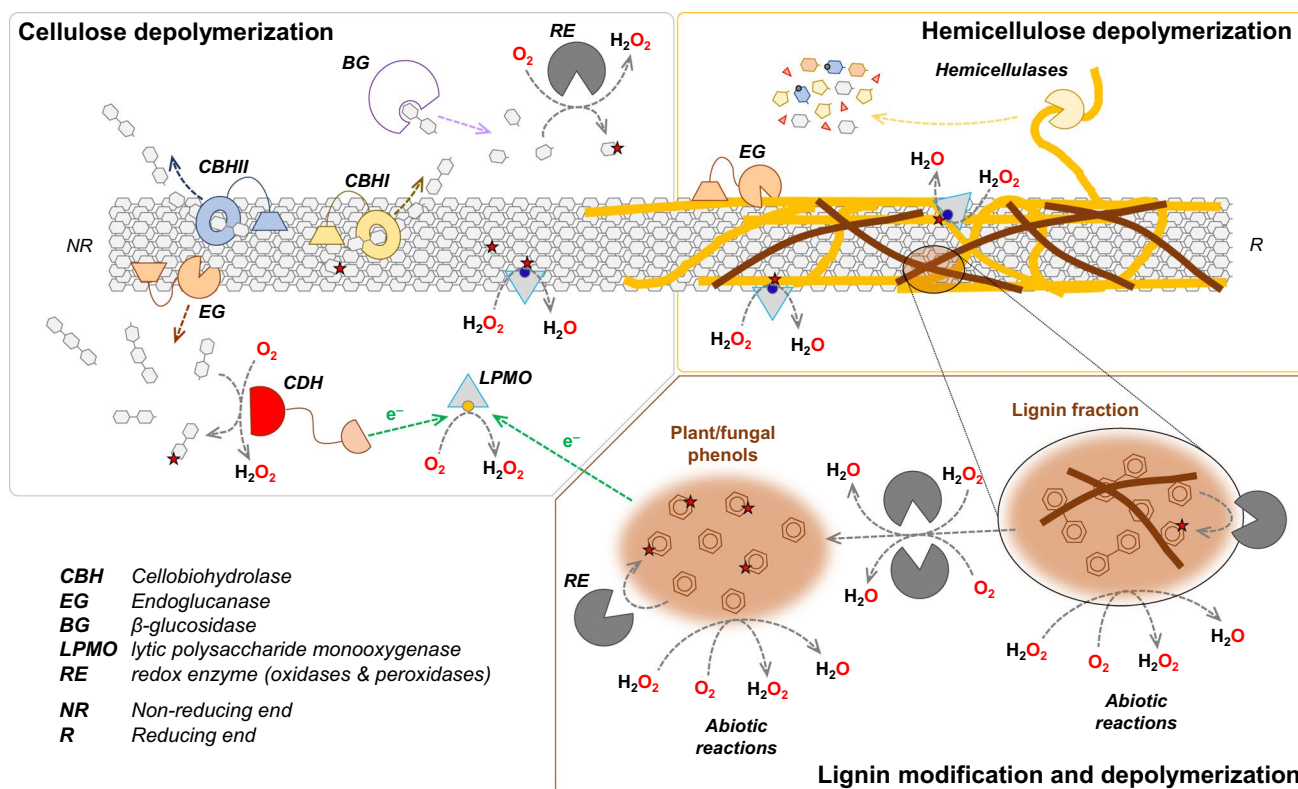 Cellulose depolymerization
RE
O₂
H₂O₂
BG
CBHII
CBHI
NR
EG
H₂O₂
H₂O
O₂
CDH
H₂O₂
e⁻
LPMO
O₂
H₂O₂
e⁻
Hemicellulose depolymerization
Hemicellulases
EG
H₂O
H₂O₂
R
H₂O₂
H₂O
Plant/fungal
phenols
RE
H₂O₂
O₂
H₂O₂
H₂O
Abiotic
reactions
H₂O
H₂O₂
H₂O
O₂
Lignin fraction
H₂O₂
O₂
H₂O₂
H₂O
Abiotic
reactions
Lignin modification and depolymerization
CBH Cellobiohydrolase
EG Endoglucanase
BG β-glucosidase
LPMO lytic polysaccharide monooxygenase
RE redox enzyme (oxidases & peroxidases)
NR Non-reducing end
R Reducing end